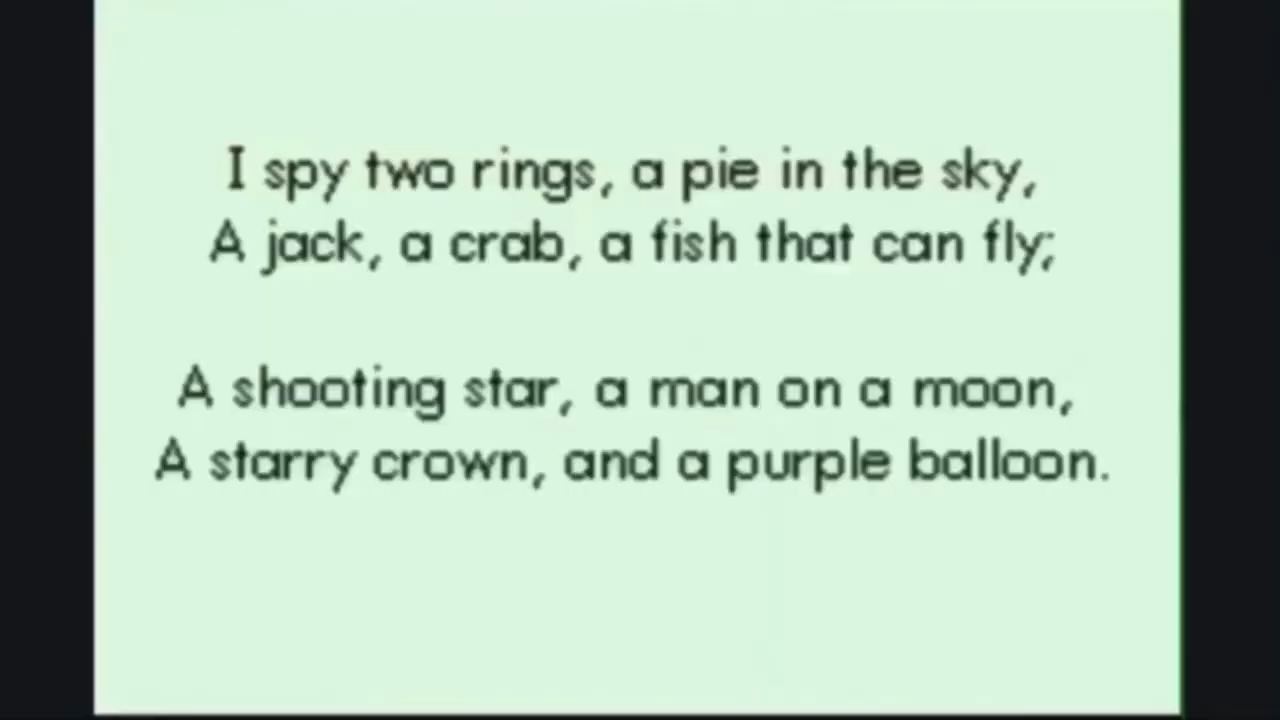 I spy two rings, a pie in the sky,
A jack, a crab, a fish that can fly;
A shooting star, a man on a moon,
A starry crown, and a purple balloon.